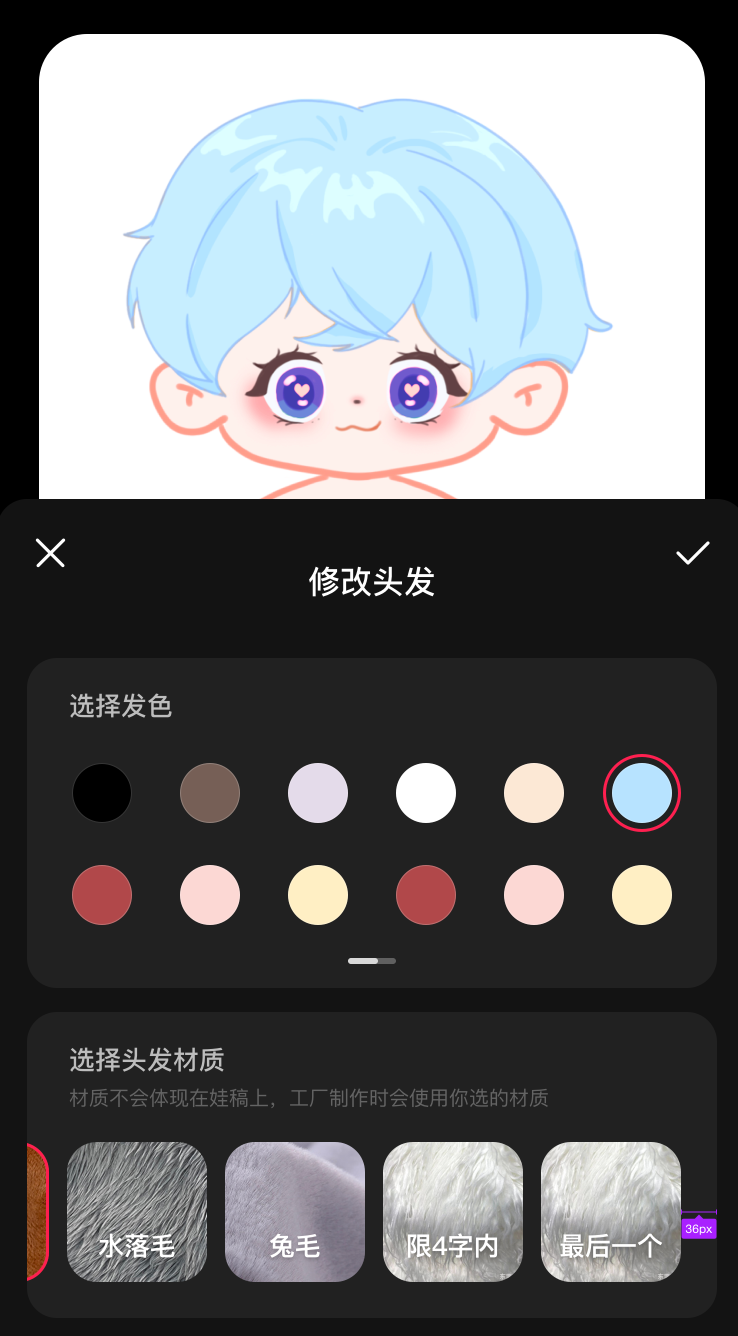 修改头发
选择发色
选择头发材质
材质不会体现在娃稿上，工厂制作时会使用你选的材质
水落毛
兔毛
限4字内
最后一个
36px